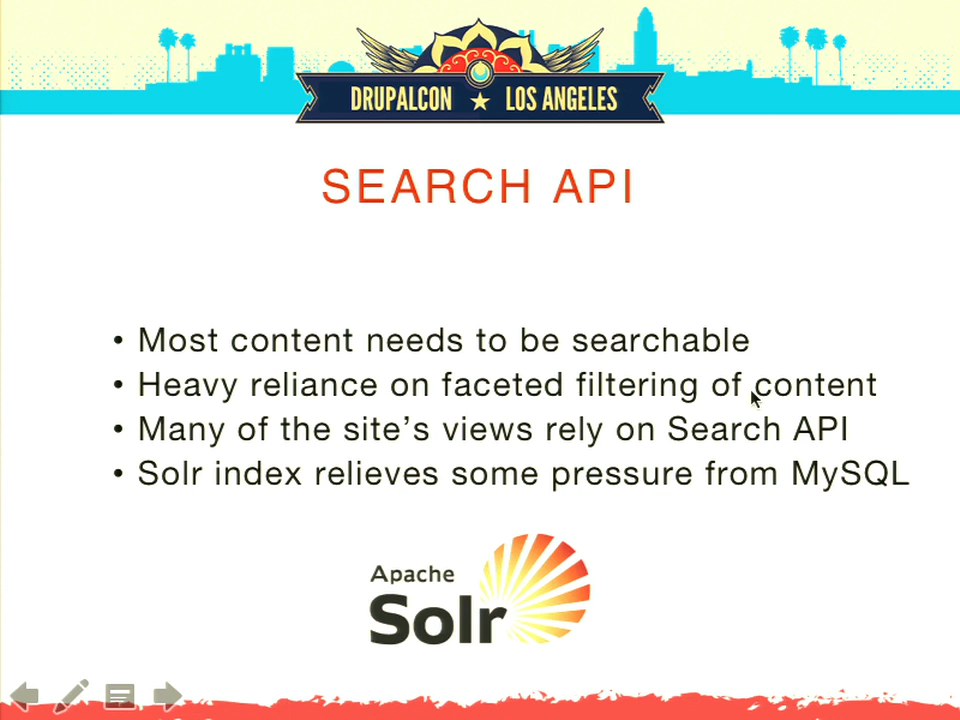 DRUPALCON ★ LOS ANGELES
SEARCH API
• Most content needs to be searchable
• Heavy reliance on faceted filtering of content
• Many of the site’s views rely on Search API
• Solr index relieves some pressure from MySQL
Apache
Solr